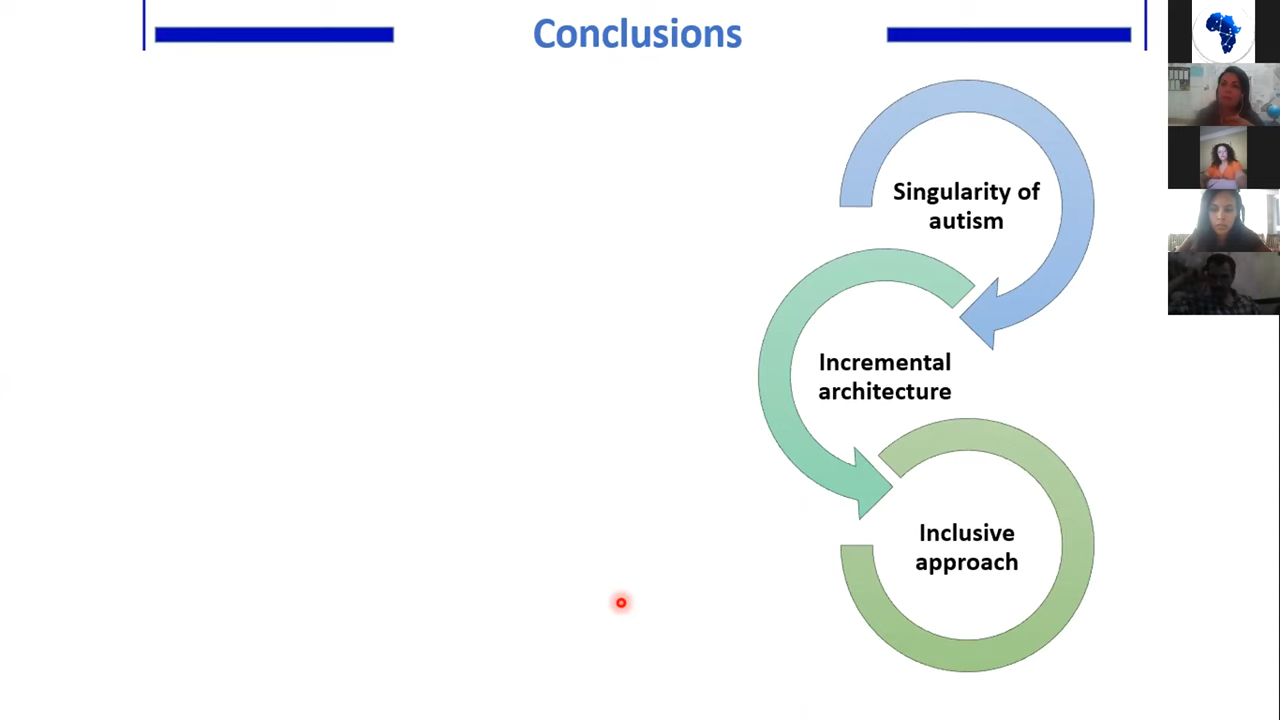 Conclusions
Singularity of
autism
Incremental
architecture
Inclusive
approach